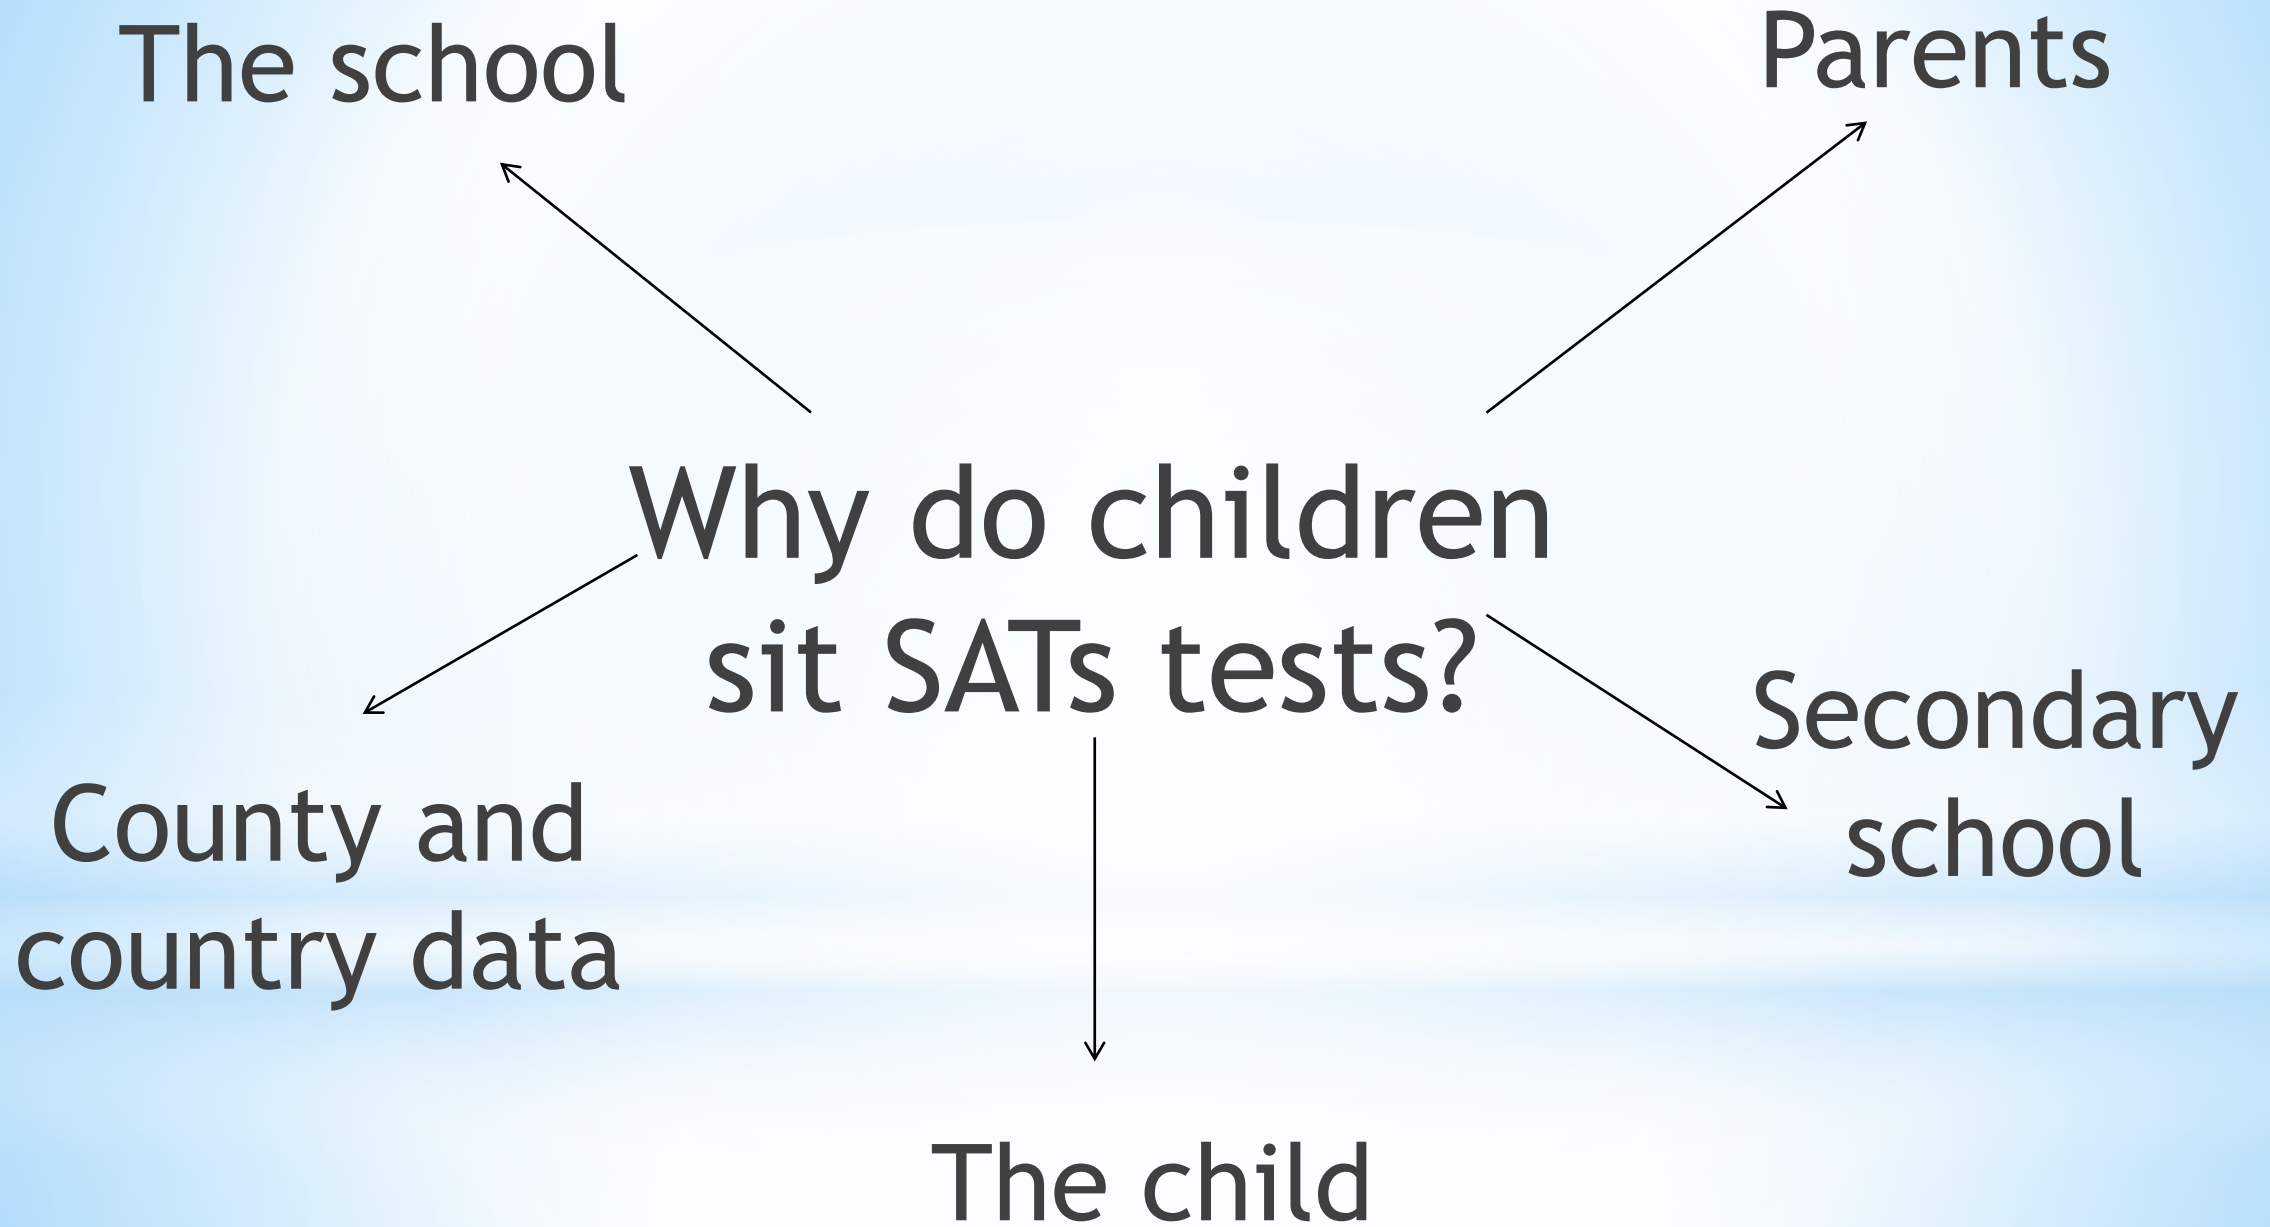 The school
Parents
Why do children
sit SATs tests?
Secondary
school
County and
country data
The child